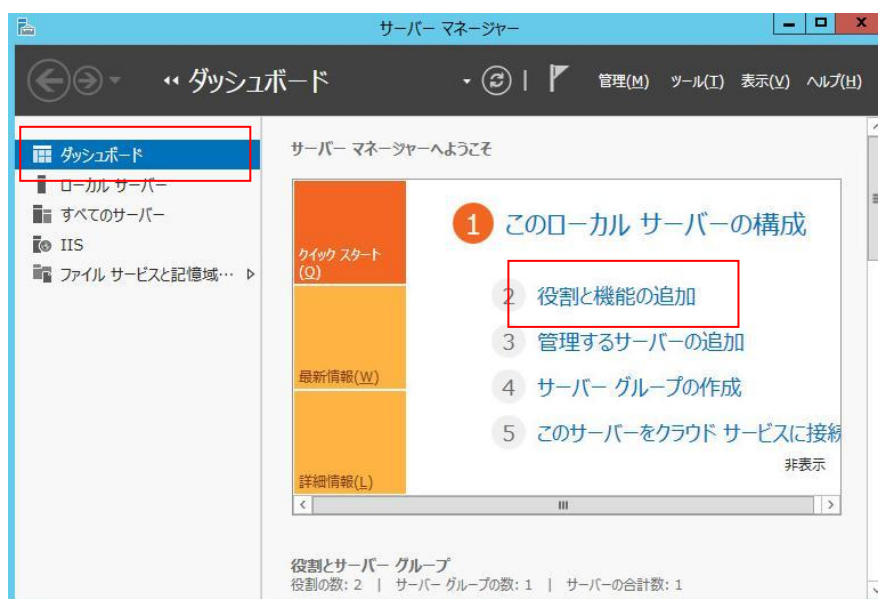 サーバー マネージャー
ダッシュボード
管理(M) ツール(T) 表示(V) ヘルプ(H)
ダッシュボード
ローカル サーバー
すべてのサーバー
IIS
ファイル サービスと記憶域…
サーバー マネージャーへようこそ
クイック スタート
(Q)
最新情報(W)
詳細情報(L)
1 このローカル サーバーの構成
2 役割と機能の追加
3 管理するサーバーの追加
4 サーバー グループの作成
5 このサーバーをクラウド サービスに接続
非表示
役割とサーバー グループ
役割の数: 2 | サーバー グループの数: 1 | サーバーの合計数: 1